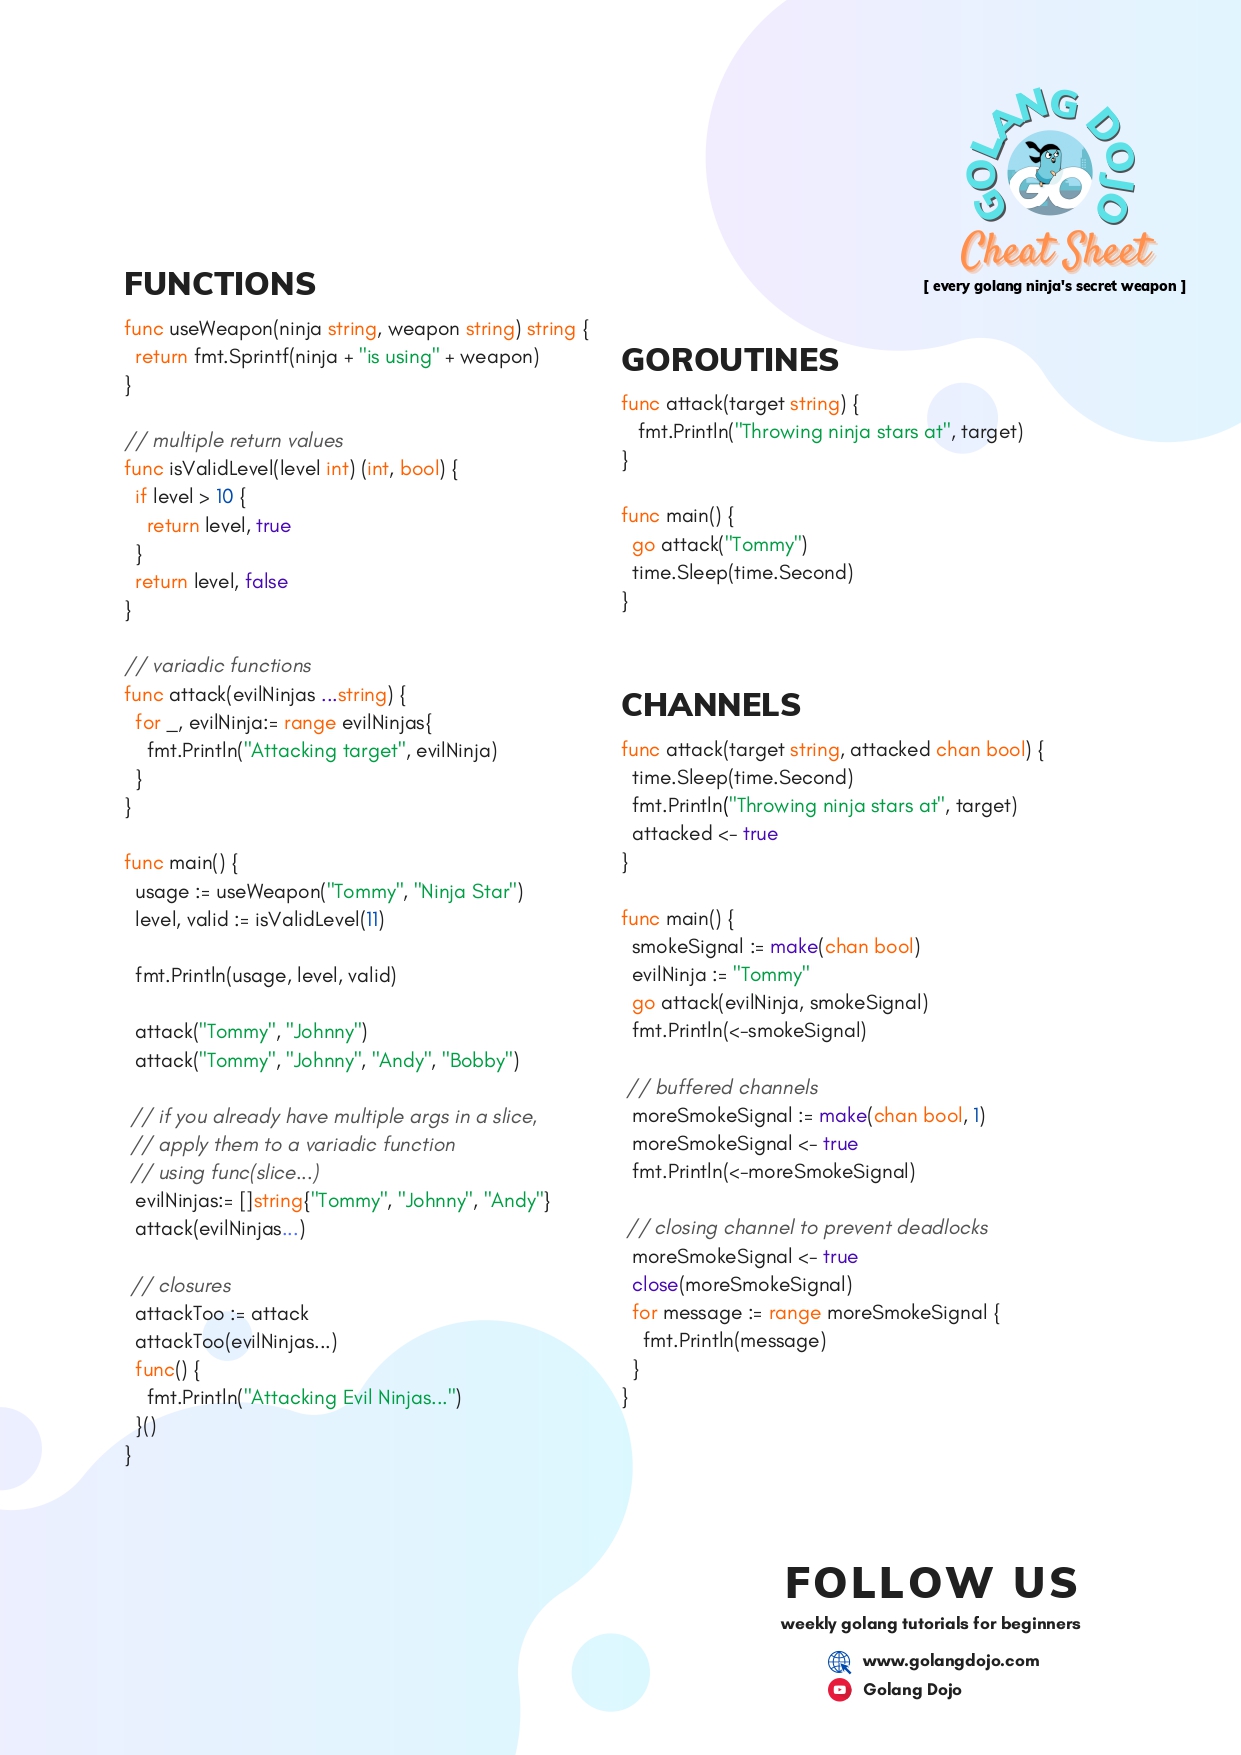 GOLANG DOJO
GO
Cheat Sheet
[ every golang ninja's secret weapon ]
FUNCTIONS
func useWeapon(ninja string, weapon string) string {
  return fmt.Sprintf(ninja + "is using" + weapon)
}

// multiple return values
func isValidLevel(level int) (int, bool) {
  if level > 10 {
    return level, true
  }
  return level, false
}

// variadic functions
func attack(evilNinjas ...string) {
  for _, evilNinja:= range evilNinjas{
    fmt.Println("Attacking target", evilNinja)
  }
}

func main() {
  usage := useWeapon("Tommy", "Ninja Star")
  level, valid := isValidLevel(11)

  fmt.Println(usage, level, valid)

  attack("Tommy", "Johnny")
  attack("Tommy", "Johnny", "Andy", "Bobby")

  // if you already have multiple args in a slice,
  // apply them to a variadic function
  // using func(slice...)
  evilNinjas:= []string{"Tommy", "Johnny", "Andy"}
  attack(evilNinjas...)

  // closures
  attackToo := attack
  attackToo(evilNinjas...)
  func() {
    fmt.Println("Attacking Evil Ninjas...")
  }()
}
GOROUTINES
func attack(target string) {
  fmt.Println("Throwing ninja stars at", target)
}

func main() {
  go attack("Tommy")
  time.Sleep(time.Second)
}
CHANNELS
func attack(target string, attacked chan bool) {
  time.Sleep(time.Second)
  fmt.Println("Throwing ninja stars at", target)
  attacked <- true
}

func main() {
  smokeSignal := make(chan bool)
  evilNinja := "Tommy"
  go attack(evilNinja, smokeSignal)
  fmt.Println(<-smokeSignal)

  // buffered channels
  moreSmokeSignal := make(chan bool, 1)
  moreSmokeSignal <- true
  fmt.Println(<-moreSmokeSignal)

  // closing channel to prevent deadlocks
  moreSmokeSignal <- true
  close(moreSmokeSignal)
  for message := range moreSmokeSignal {
    fmt.Println(message)
  }
}
FOLLOW US
weekly golang tutorials for beginners
www.golangdojo.com
Golang Dojo